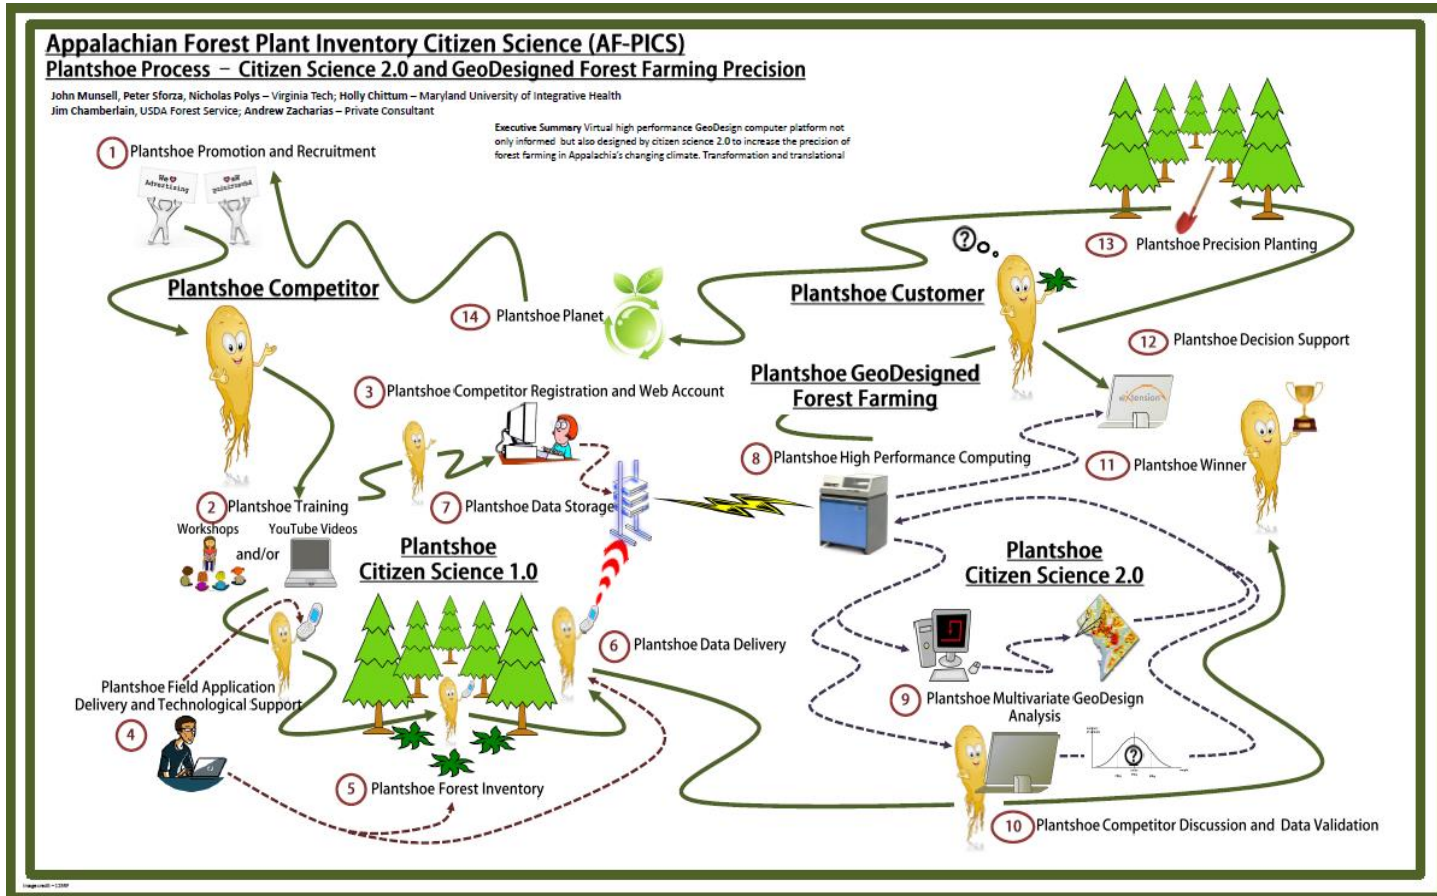 Appalachian Forest Plant Inventory Citizen Science (AF-PICS)
Plantshoe Process – Citizen Science 2.0 and GeoDesigned Forest Farming Precision
John Munsell, Peter Sforza, Nicholas Polys – Virginia Tech; Holly Chittum – Maryland University of Integrative Health
Jim Chamberlain, USDA Forest Service; Andrew Zacharias – Private Consultant
Executive Summary Virtual high performance GeoDesign computer platform not
only informed but also designed by citizen science 2.0 to increase the precision of
forest farming in Appalachia's changing climate. Transformation and translational
1 Plantshoe Promotion and Recruitment
We
Advertising
We
Advertising
Plantshoe Competitor
14 Plantshoe Planet
?
Plantshoe Customer
13 Plantshoe Precision Planting
12 Plantshoe Decision Support
eXtension
3 Plantshoe Competitor Registration and Web Account
Plantshoe GeoDesigned
Forest Farming
8 Plantshoe High Performance Computing
11 Plantshoe Winner
2 Plantshoe Training
Workshops
and/or
YouTube Videos
7 Plantshoe Data Storage
Plantshoe
Citizen Science 1.0
Plantshoe
Citizen Science 2.0
6 Plantshoe Data Delivery
Plantshoe Field Application
Delivery and Technological Support
4
5 Plantshoe Forest Inventory
9 Plantshoe Multivariate GeoDesign
Analysis
?
10 Plantshoe Competitor Discussion and Data Validation